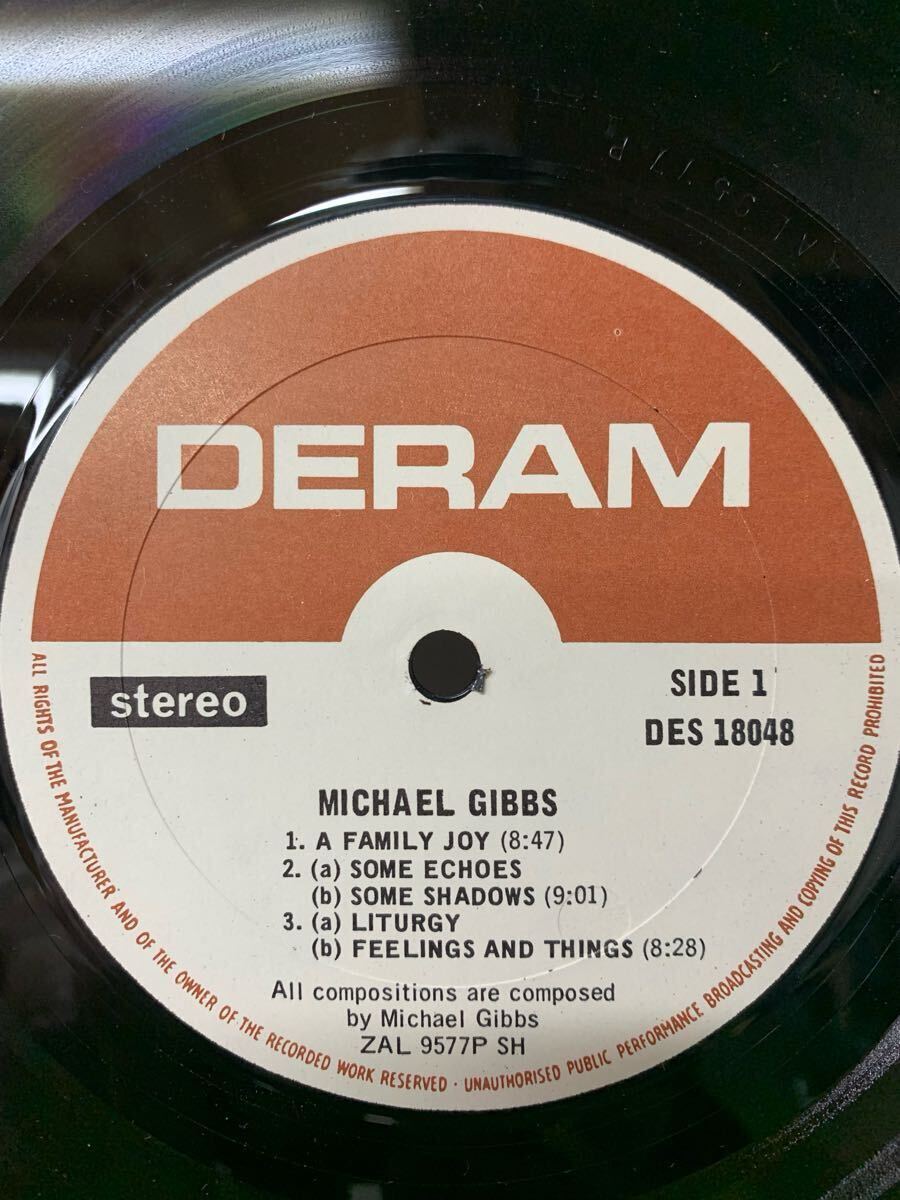 DERAM
stereo
SIDE 1
DES 18048
MICHAEL GIBBS
1. A FAMILY JOY (8:47)
2. (a) SOME ECHOES
(b) SOME SHADOWS (9:01)
3. (a) LITURGY
(b) FEELINGS AND THINGS (8:28)
All compositions are composed
by Michael Gibbs
ZAL 9577P SH
ALL RIGHTS OF THE MANUFACTURER AND OF THE OWNER OF THE RECORDED WORK RESERVED · UNAUTHORISED PUBLIC PERFORMANCE BROADCASTING AND COPYING OF THIS RECORD PROHIBITED